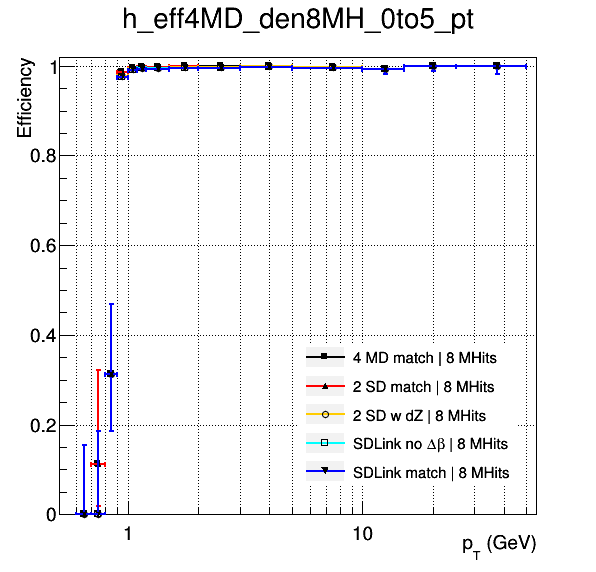 h_eff4MD_den8MH_0to5_pt
Efficiency
1
0.8
0.6
0.4
0.2
0
4 MD match | 8 MHits
2 SD match | 8 MHits
2 SD w dZ | 8 MHits
SDLink no Δβ | 8 MHits
SDLink match | 8 MHits
1
10
p_T (GeV)